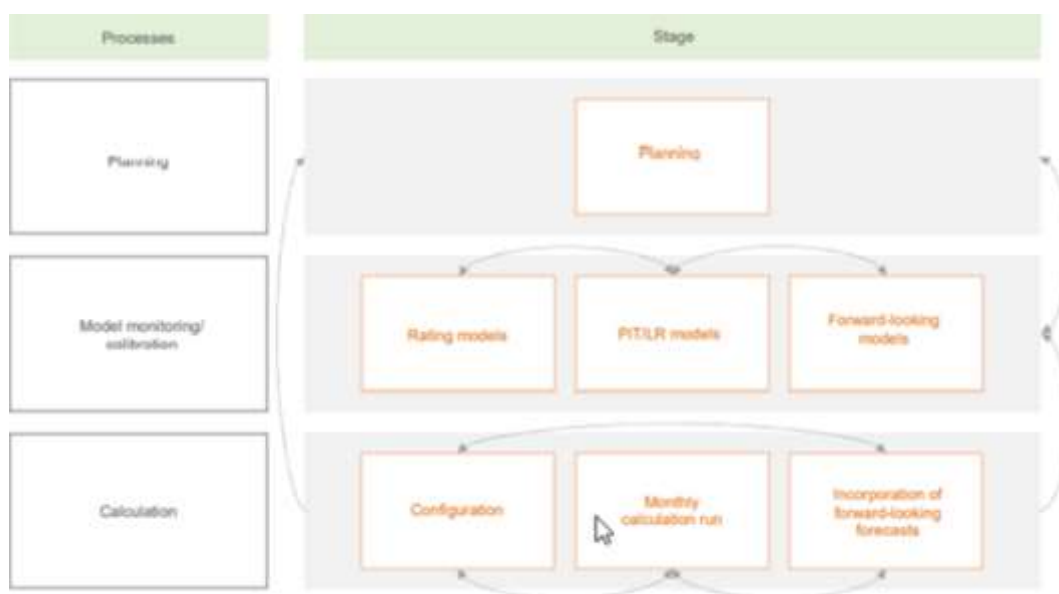 Processes
Stage
Planning
Planning
Model monitoring/
calibration
Rating models
PIT/LR models
Forward-looking
models
Calculation
Configuration
Monthly
calculation run
Incorporation of
forward-looking
forecasts